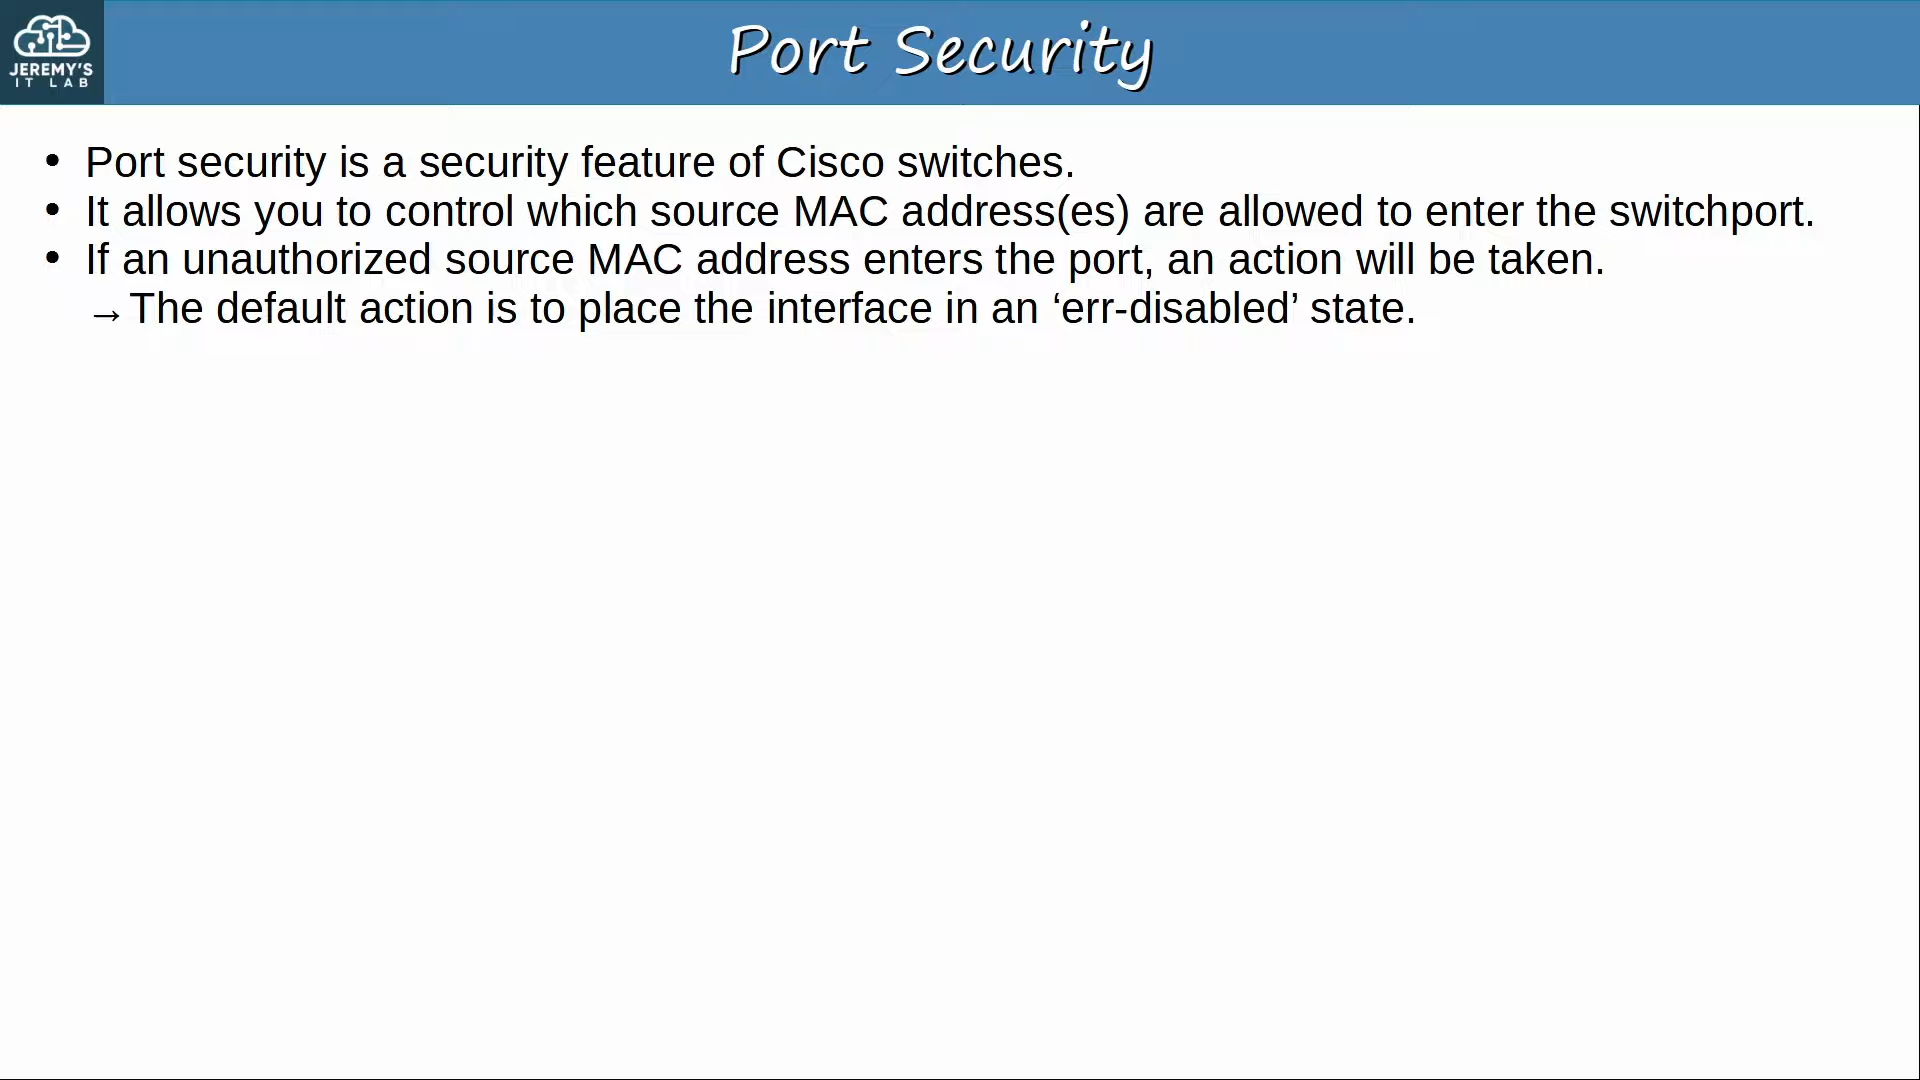 JEREMY'S
IT LAB
Port Security
• Port security is a security feature of Cisco switches.
• It allows you to control which source MAC address(es) are allowed to enter the switchport.
• If an unauthorized source MAC address enters the port, an action will be taken.
→The default action is to place the interface in an ‘err-disabled’ state.